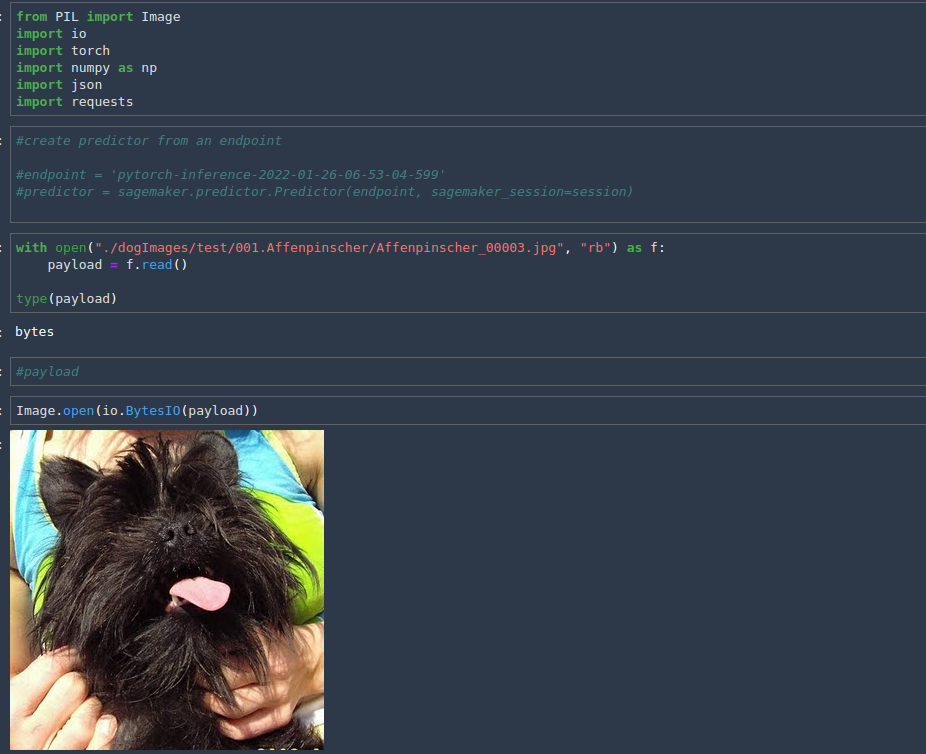 from PIL import Image
import io
import torch
import numpy as np
import json
import requests
#create predictor from an endpoint
#endpoint = 'pytorch-inference-2022-01-26-06-53-04-599'
#predictor = sagemaker.predictor.Predictor(endpoint, sagemaker_session=session)
with open("./dogImages/test/001.Affenpinscher/Affenpinscher_00003.jpg", "rb") as f:
    payload = f.read()
type(payload)
bytes
#payload
Image.open(io.BytesIO(payload))